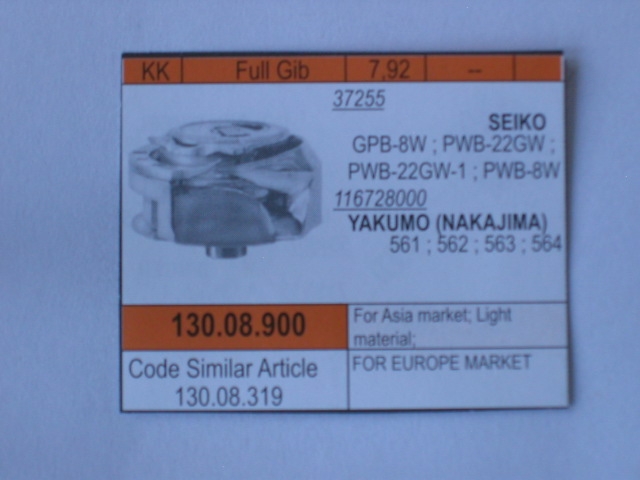 KK Full Gib 7,92 --
37255
SEIKO
GPB-8W ; PWB-22GW ;
PWB-22GW-1 ; PWB-8W
116728000
YAKUMO (NAKAJIMA)
561 ; 562 ; 563 ; 564
130.08.900
For Asia market; Light
material;
Code Similar Article
130.08.319
FOR EUROPE MARKET